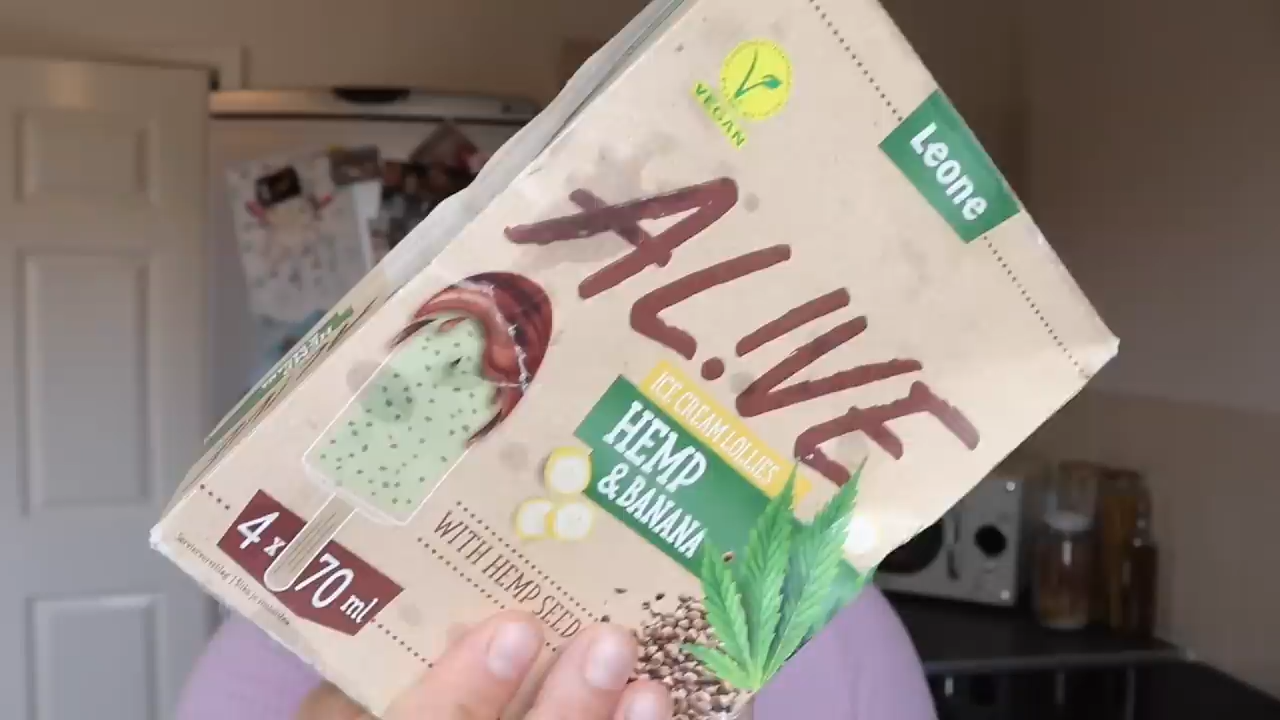 VEGAN
Leone
ALIVE
ICE CREAM LOLLIES
HEMP
& BANANA
WITH HEMP SEED
4 x 70 ml